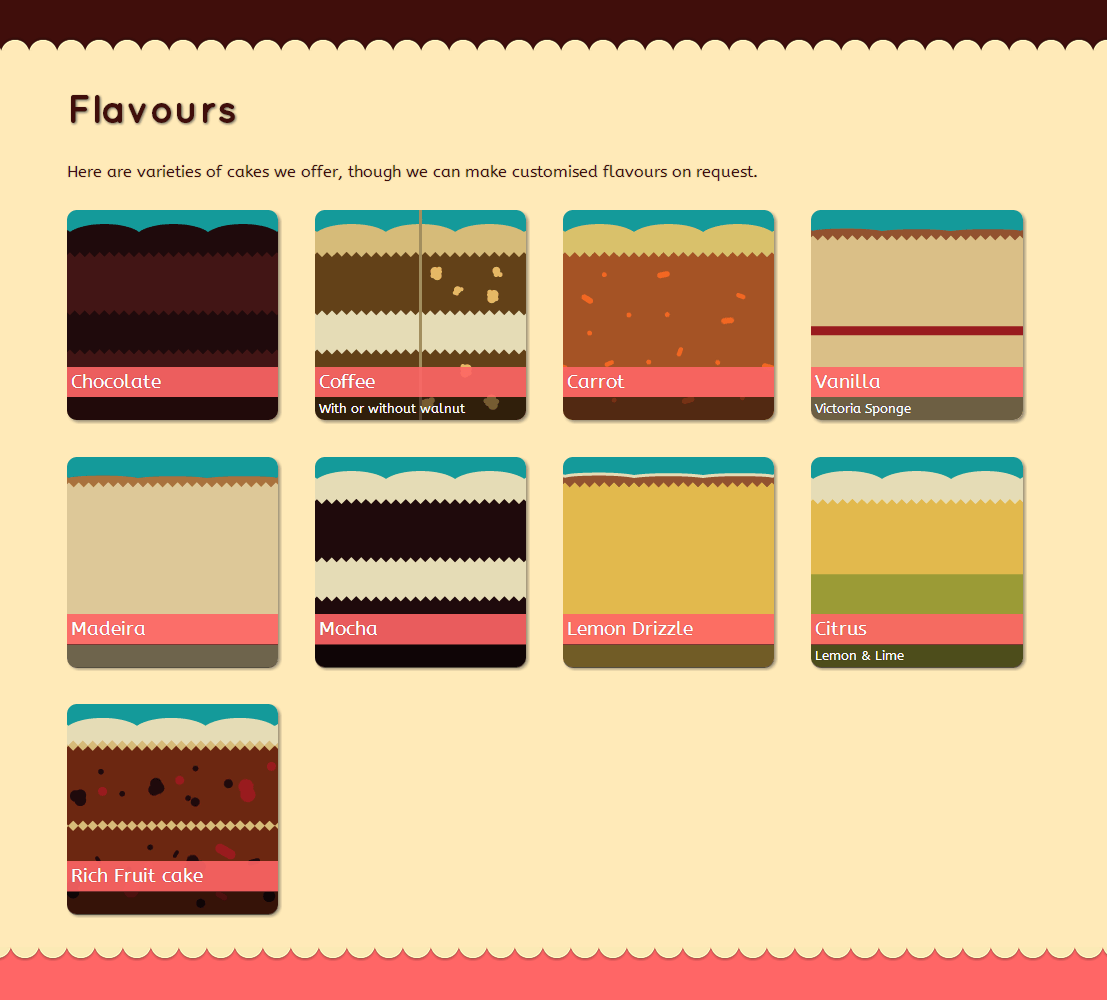 Flavours
Here are varieties of cakes we offer, though we can make customised flavours on request.
Chocolate
Coffee
With or without walnut
Carrot
Vanilla
Victoria Sponge
Madeira
Mocha
Lemon Drizzle
Citrus
Lemon & Lime
Rich Fruit cake